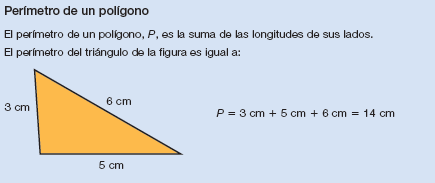 Perímetro de un polígono
El perímetro de un polígono, P, es la suma de las longitudes de sus lados.
El perímetro del triángulo de la figura es igual a:
6 cm
3 cm
P = 3 cm + 5 cm + 6 cm = 14 cm
5 cm